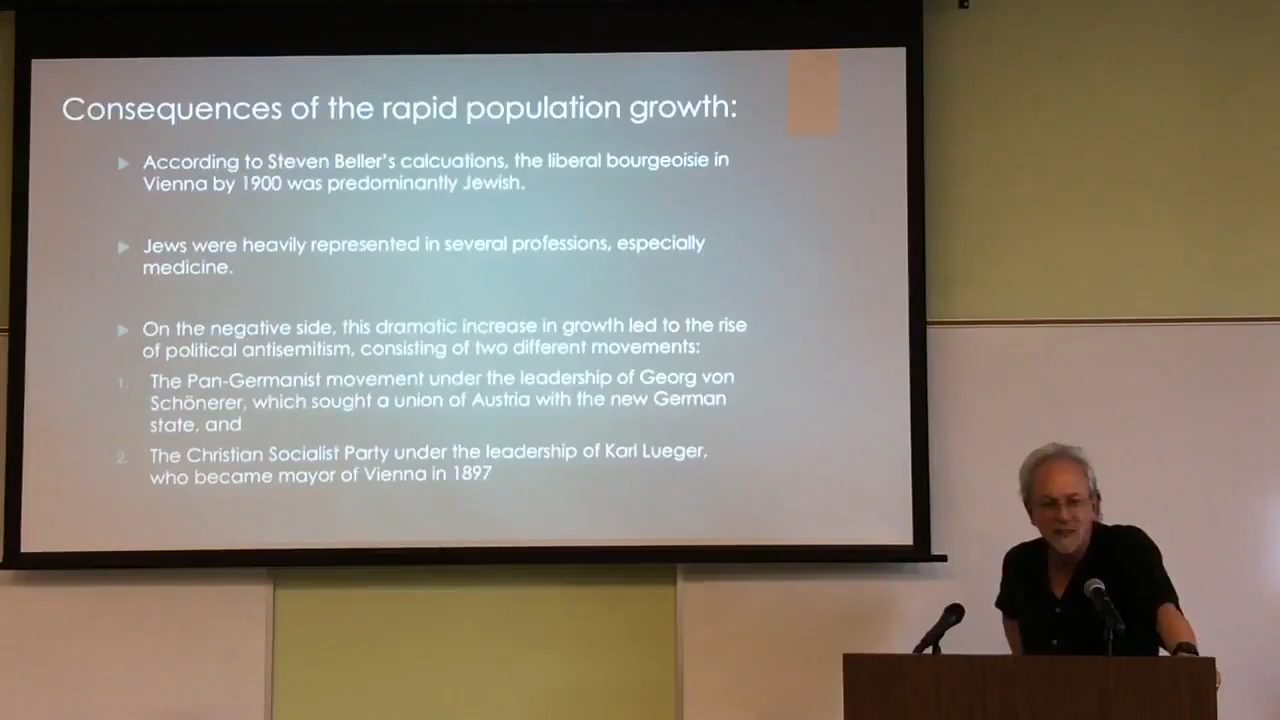 Consequences of the rapid population growth:
According to Steven Beller's calcuations, the liberal bourgeoisie in
Vienna by 1900 was predominantly Jewish.
Jews were heavily represented in several professions, especially
medicine.
On the negative side, this dramatic increase in growth led to the rise
of political antisemitism, consisting of two different movements:
1. The Pan-Germanist movement under the leadership of Georg von
Schönerer, which sought a union of Austria with the new German
state, and
2. The Christian Socialist Party under the leadership of Karl Lueger,
who became mayor of Vienna in 1897